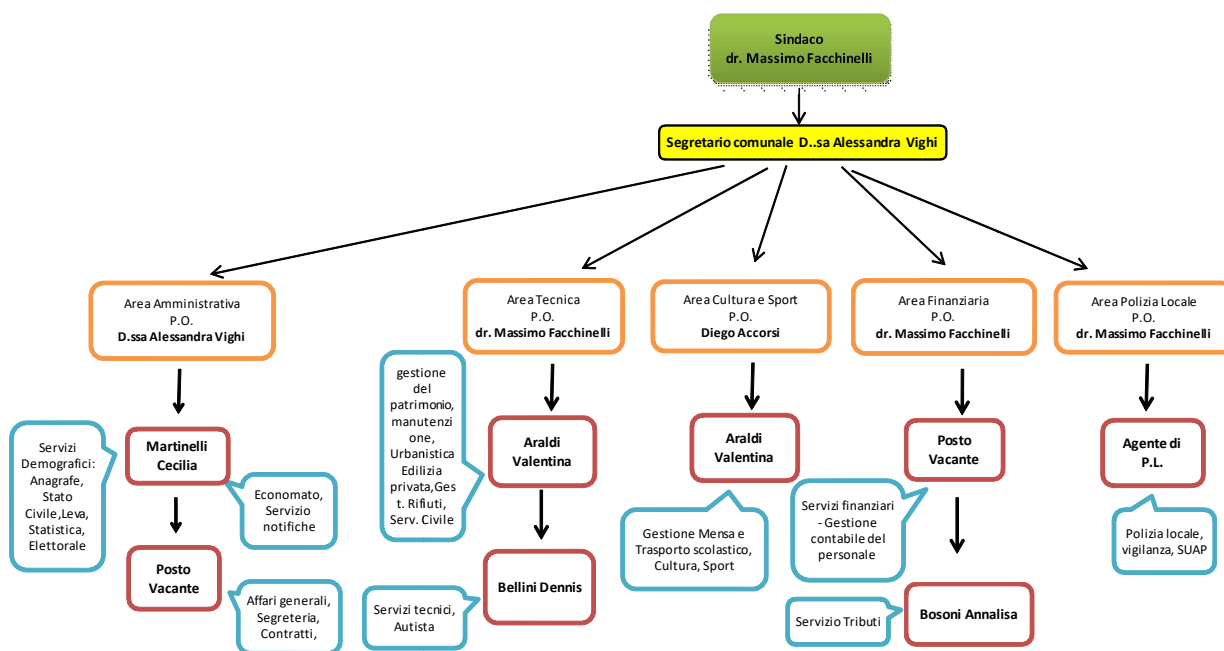 Sindaco
dr. Massimo Facchinelli
Segretario comunale D..sa Alessandra Vighi
Area Amministrativa
P.O.
D.ssa Alessandra Vighi
Area Tecnica
P.O.
dr. Massimo Facchinelli
Area Cultura e Sport
P.O.
Diego Accorsi
Area Finanziaria
P.O.
dr. Massimo Facchinelli
Area Polizia Locale
P.O.
dr. Massimo Facchinelli
Servizi
Demografici:
Anagrafe,
Stato
Civile,Leva,
Statistica,
Elettorale
Martinelli
Cecilia
Economato,
Servizio
notifiche
Posto
Vacante
Affari generali,
Segreteria,
Contratti,
gestione
del
patrimonio,
manutenzi
one,
Urbanistica
Edilizia
privata,Ges
t. Rifiuti,
Serv. Civile
Araldi
Valentina
Bellini Dennis
Servizi tecnici,
Autista
Araldi
Valentina
Gestione Mensa e
Trasporto scolastico,
Cultura, Sport
Posto
Vacante
Servizi finanziari
- Gestione
contabile del
personale
Bosoni Annalisa
Servizio Tributi
Agente di
P.L.
Polizia locale,
vigilanza, SUAP